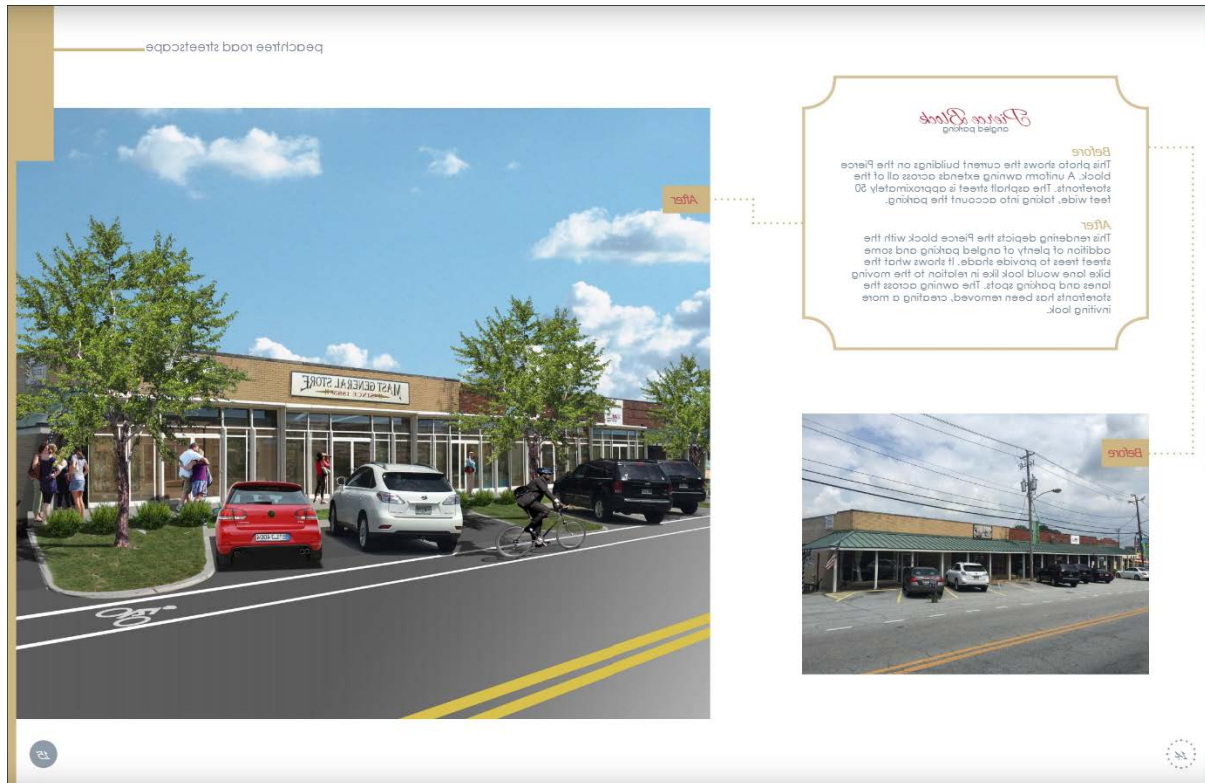 peachtree road streetscape
Pierce Block
angled parking
Before
This photo shows the current buildings on the Pierce
block. A uniform awning extends across all of the
storefronts. The asphalt street is approximately 50
feet wide, taking into account the parking.
After
This rendering depicts the Pierce block with the
addition of plenty of angled parking and some
street trees to provide shade. It shows what the
bike lane would look like in relation to the moving
lanes and parking spots. The awning across the
storefronts has been removed, creating a more
inviting look.
After
MAST GENERAL STORE
SINCE 1883
Before
14
15